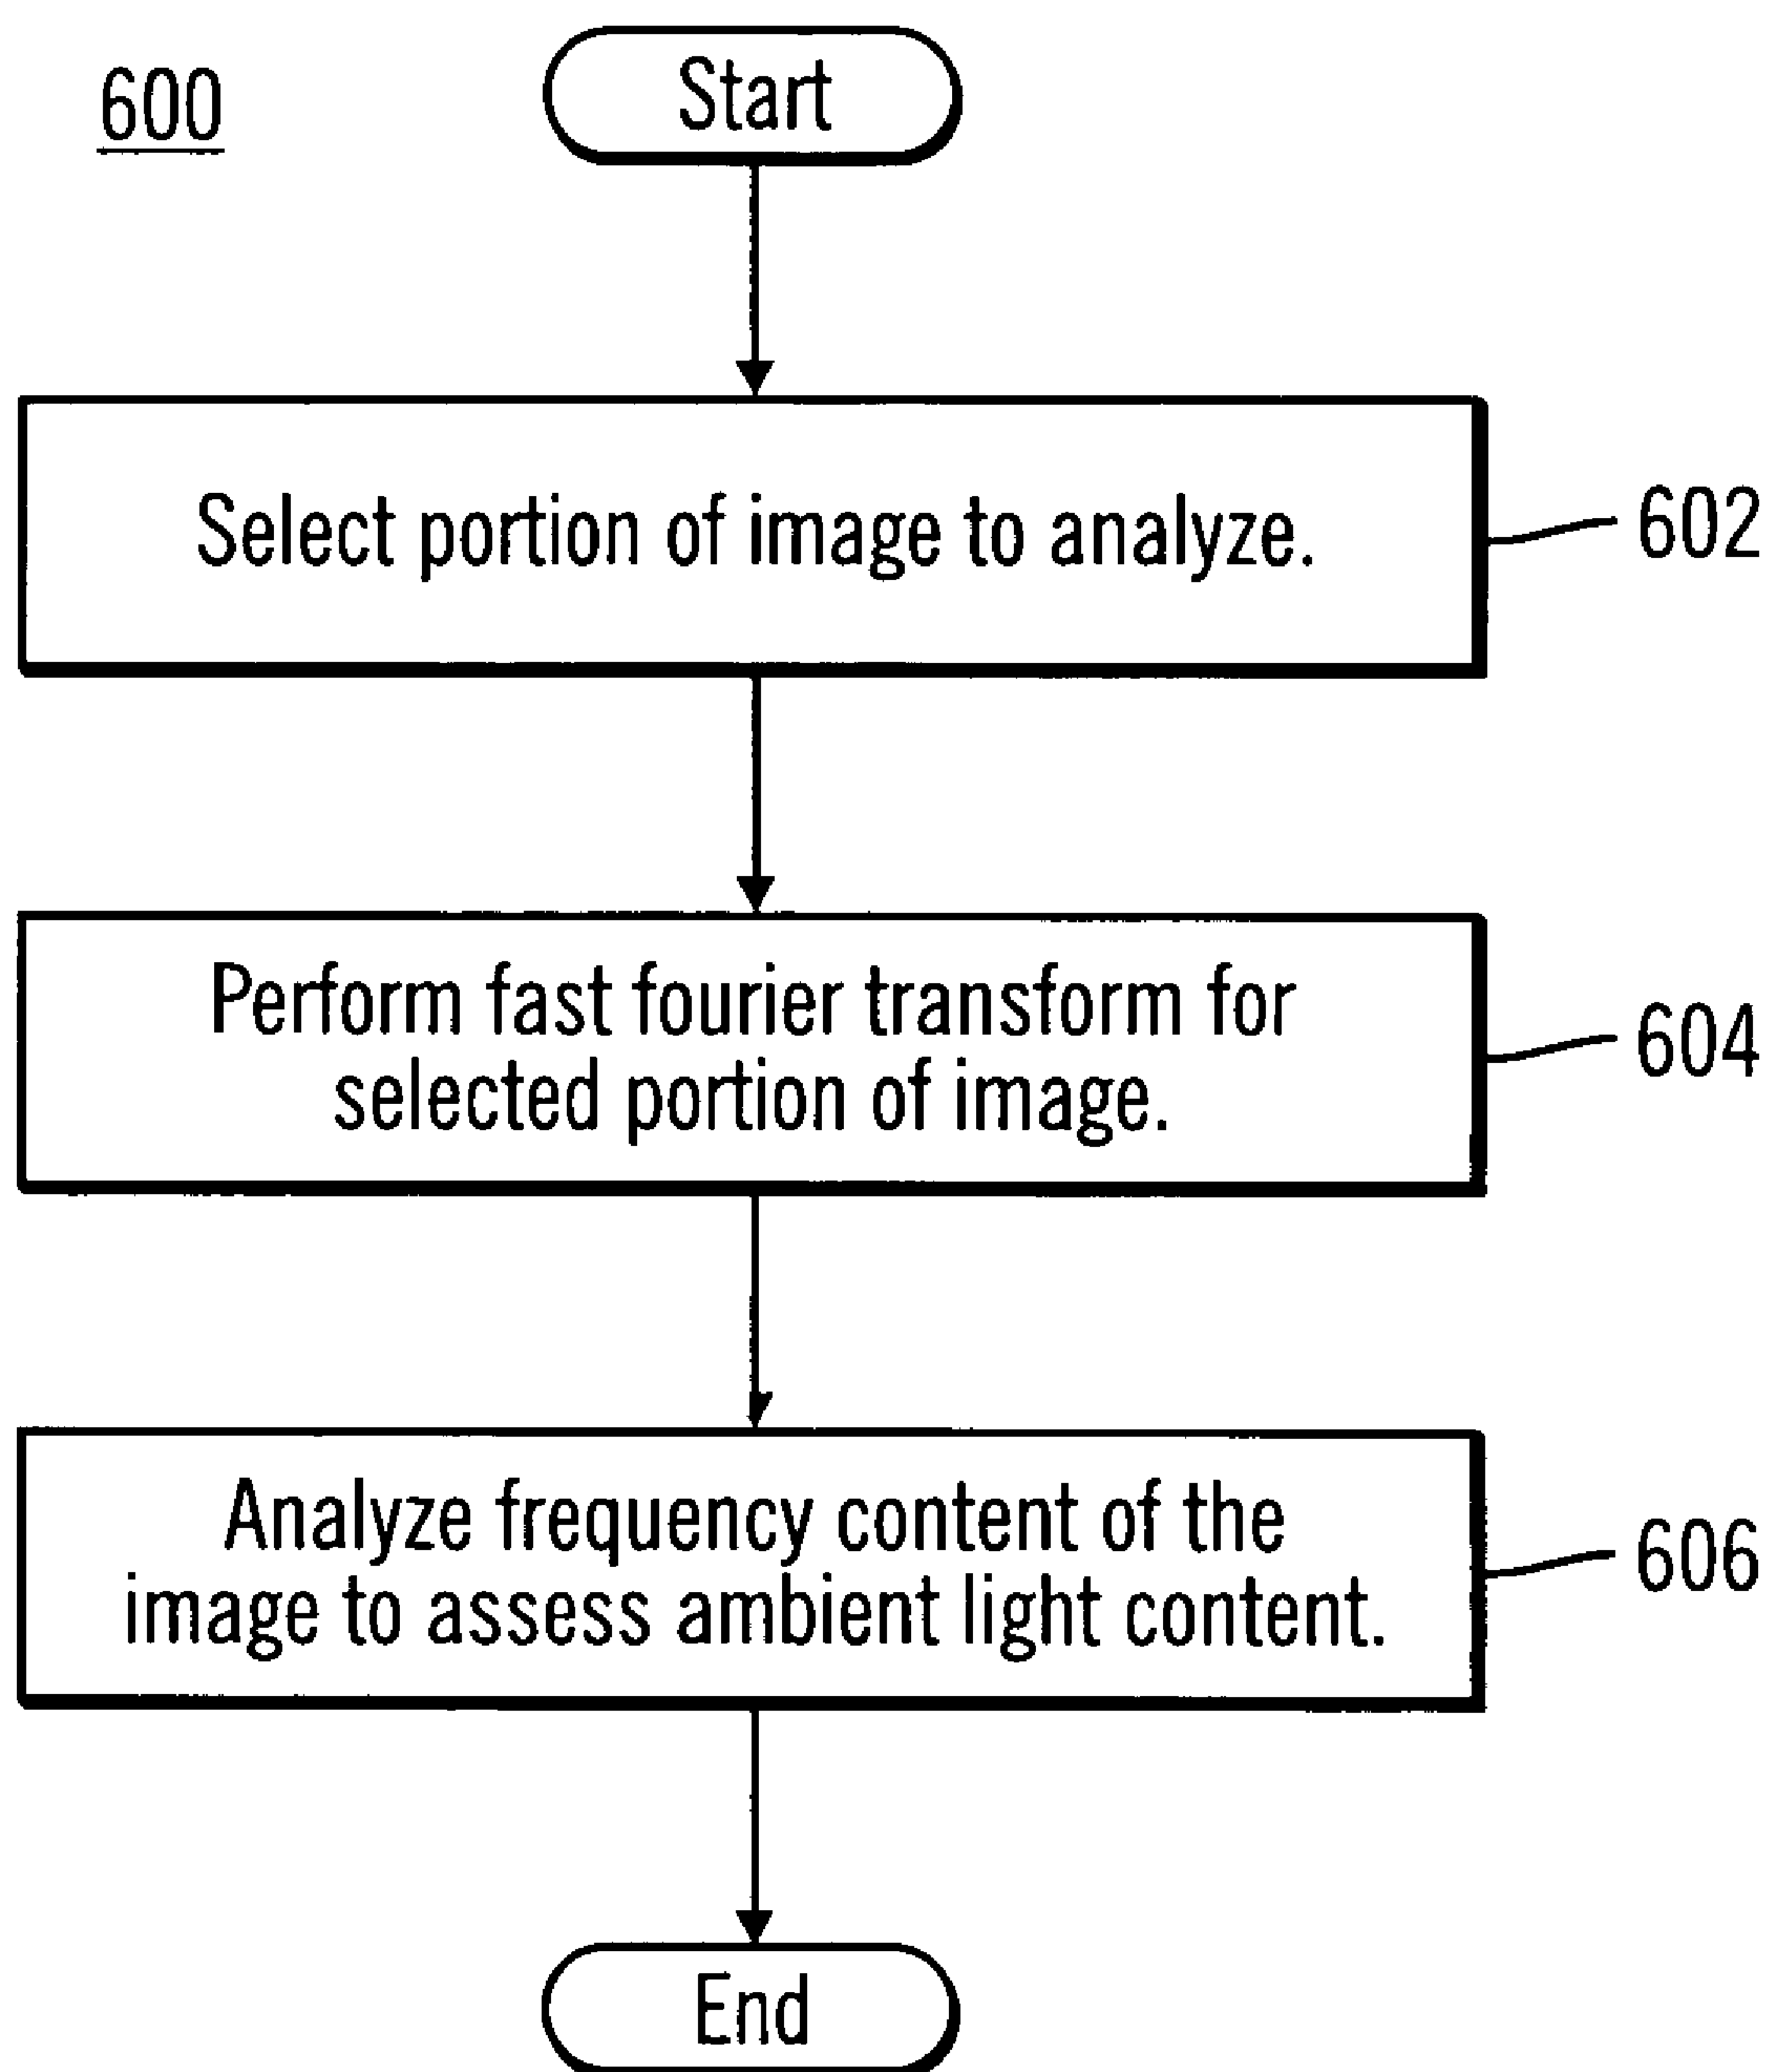 600
Start
Select portion of image to analyze.
602
Perform fast fourier transform for
selected portion of image.
604
Analyze frequency content of the
image to assess ambient light content.
606
End